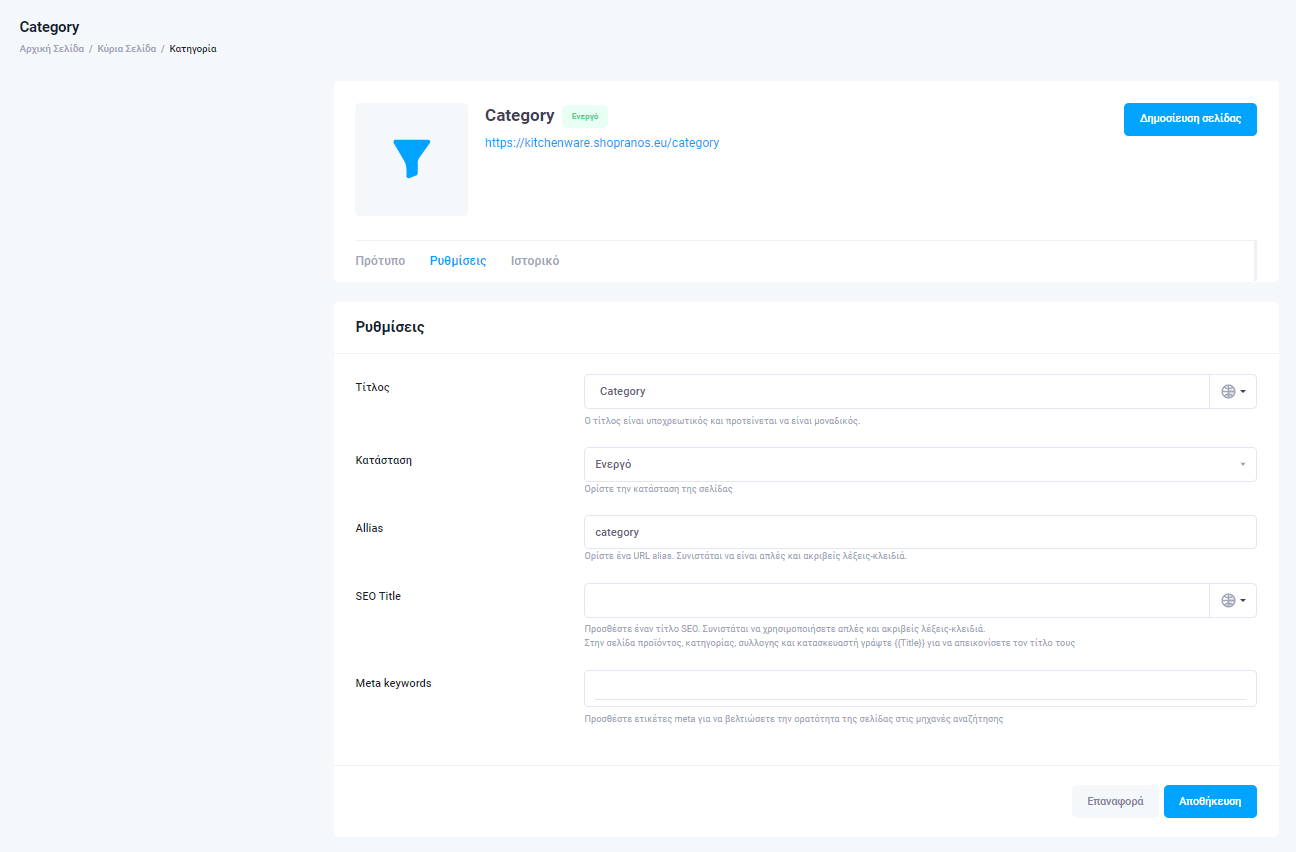 Category
Αρχική Σελίδα / Κύρια Σελίδα / Κατηγορία
Category Ενεργό
Δημοσίευση σελίδας
https://kitchenware.shopranos.eu/category
Πρότυπο Ρυθμίσεις Ιστορικό
Ρυθμίσεις
Τίτλος
Category
Ο τίτλος είναι υποχρεωτικός και προτείνεται να είναι μοναδικός.
Κατάσταση
Ενεργό
Ορίστε την κατάσταση της σελίδας
Allias
category
Ορίστε ένα URL alias. Συνιστάται να είναι απλές και ακριβείς λέξεις-κλειδιά.
SEO Title
Προσθέστε έναν τίτλο SEO. Συνιστάται να χρησιμοποιήσετε απλές και ακριβείς λέξεις-κλειδιά.
Στην σελίδα προϊόντος, κατηγορίας, συλλογης και κατασκευαστή γράψτε {{Title}} για να απεικονίσετε τον τίτλο τους
Meta keywords
Προσθέστε ετικέτες meta για να βελτιώσετε την ορατότητα της σελίδας στις μηχανές αναζήτησης
Επαναφορά Αποθήκευση